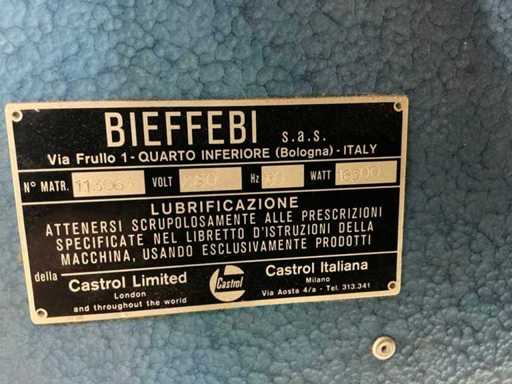 BIEFFEBI s.a.s.
Via Frullo 1 - QUARTO INFERIORE (Bologna) - ITALY
N° MATR. VOLT Hz WATT
LUBRIFICAZIONE
ATTENERSI SCRUPOLOSAMENTE ALLE PRESCRIZIONI
SPECIFICATE NEL LIBRETTO D'ISTRUZIONI DELLA
MACCHINA, USANDO ESCLUSIVAMENTE PRODOTTI
della Castrol Limited Castrol Castrol Italiana
London Milano
and throughout the world Via Aosta 4/a - Tel. 313.341